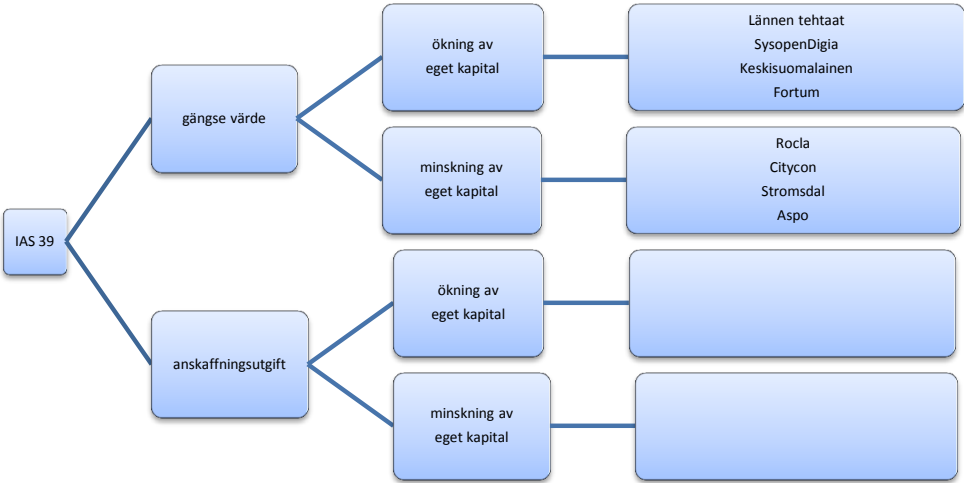 IAS 39
gängse värde
ökning av
eget kapital
Lännen tehtaat
SysopenDigia
Keskisuomalainen
Fortum
minskning av
eget kapital
Rocla
Citycon
Stromsdal
Aspo
anskaffningsutgift
ökning av
eget kapital
minskning av
eget kapital